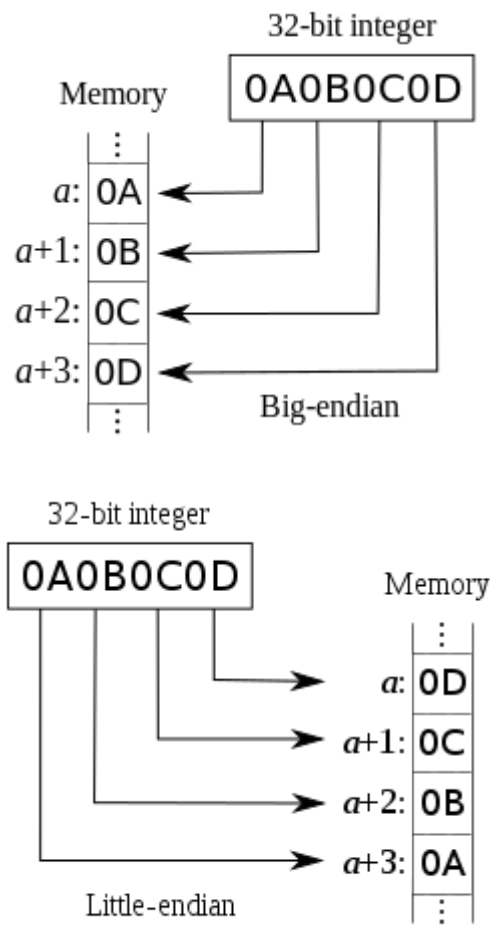 32-bit integer
0A0B0C0D
Memory
⋮
a: 0A
a+1: 0B
a+2: 0C
a+3: 0D
⋮
Big-endian
32-bit integer
0A0B0C0D
Memory
⋮
a: 0D
a+1: 0C
a+2: 0B
a+3: 0A
⋮
Little-endian